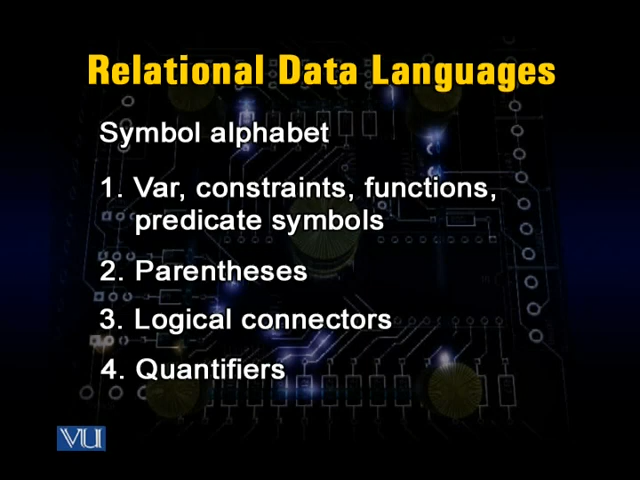 Relational Data Languages
Symbol alphabet
1. Var, constraints, functions,
predicate symbols
2. Parentheses
3. Logical connectors
4. Quantifiers
VU